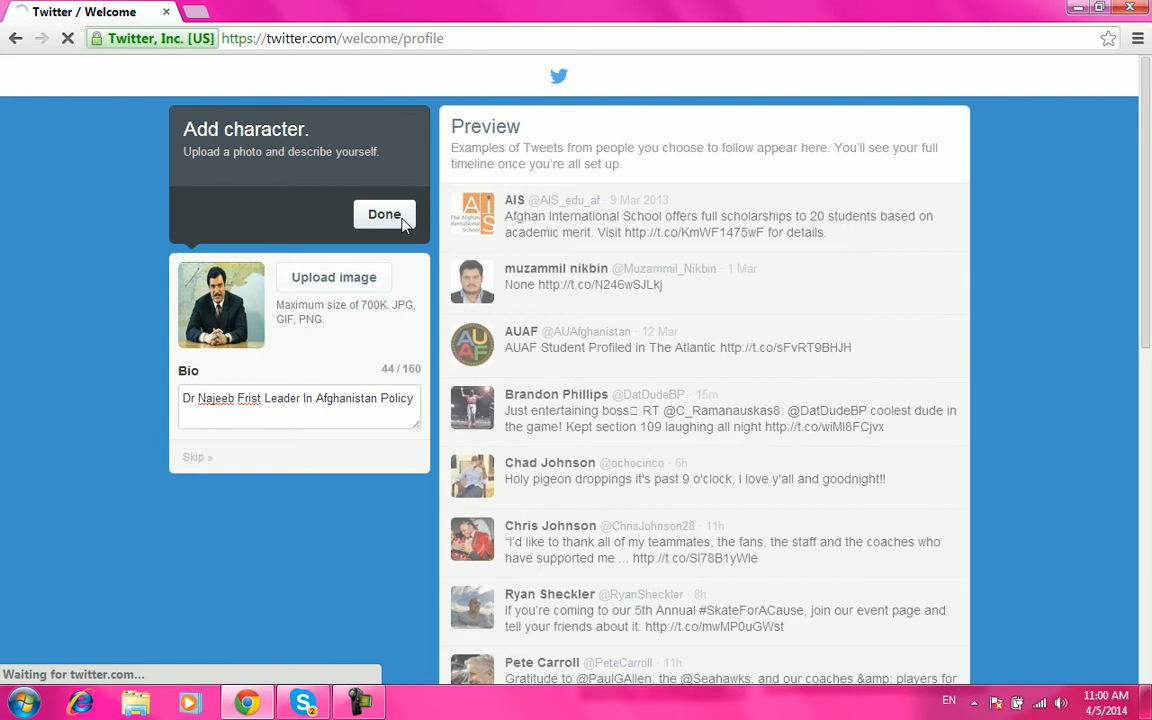 Twitter / Welcome
Twitter, Inc. [US] https://twitter.com/welcome/profile
Add character.
Upload a photo and describe yourself.
Done
Upload image
Maximum size of 700K. JPG,
GIF, PNG.
Bio
44 / 160
Dr Najeeb Frist Leader In Afghanistan Policy
Skip »
Preview
Examples of Tweets from people you choose to follow appear here. You'll see your full
timeline once you're all set up.
AIS @AIS_edu_af · 9 Mar 2013
Afghan International School offers full scholarships to 20 students based on
academic merit. Visit http://t.co/KmWF1475wF for details.
muzammil nikbin @Muzammil_Nikbin · 1 Mar
None http://t.co/N246wSJLkj
AUAF @AUAfghanistan · 12 Mar
AUAF Student Profiled in The Atlantic http://t.co/sFvRT9BHJH
Brandon Phillips @DatDudeBP · 15m
Just entertaining boss RT @C_Ramanauskas8: @DatDudeBP coolest dude in
the game! Kept section 109 laughing all night http://t.co/wiMl8FCjvx
Chad Johnson @ochocinco · 6h
Holy pigeon droppings it's past 9 o'clock, I love y'all and goodnight!!
Chris Johnson @ChrisJohnson28 · 11h
“I'd like to thank all of my teammates, the fans, the staff and the coaches who
have supported me ... http://t.co/Sl78B1yWle
Ryan Sheckler @RyanSheckler · 8h
If you're coming to our 5th Annual #SkateForACause, join our event page and
tell your friends about it: http://t.co/mwMP0uGWst
Pete Carroll @PeteCarroll · 11h
Gratitude to @PaulGAllen, the @Seahawks, and our coaches &amp; players for
Waiting for twitter.com...
EN
11:00 AM
4/5/2014